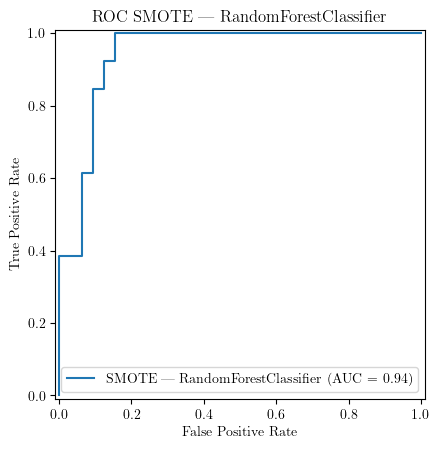 ROC SMOTE — RandomForestClassifier
1.0
0.8
0.6
0.4
0.2
0.0
True Positive Rate
SMOTE — RandomForestClassifier (AUC = 0.94)
0.0 0.2 0.4 0.6 0.8 1.0
False Positive Rate